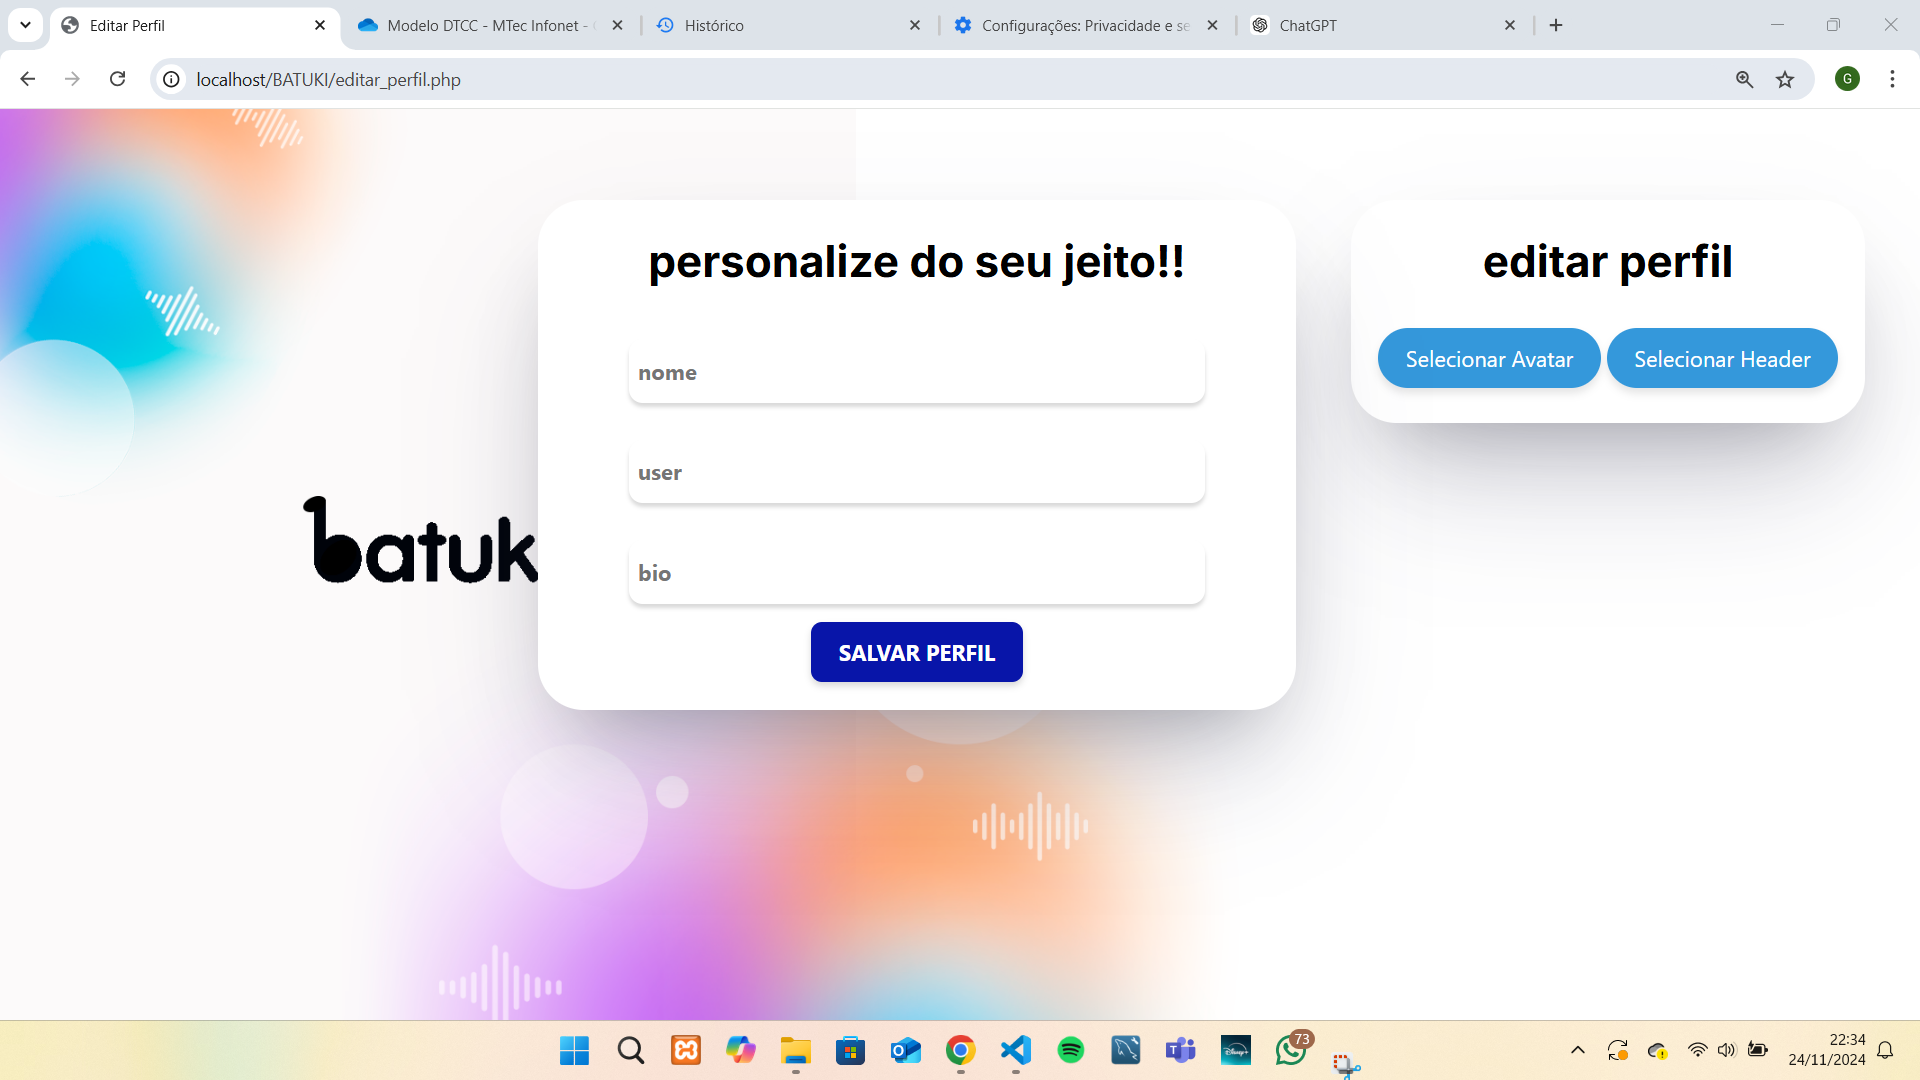 Editar Perfil
Modelo DTCC - MTec Infonet -
Histórico
Configurações: Privacidade e se
ChatGPT
localhost/BATUKI/editar_perfil.php
G
personalize do seu jeito!!
editar perfil
nome
Selecionar Avatar
Selecionar Header
user
batuk
bio
SALVAR PERFIL
73
22:34
24/11/2024